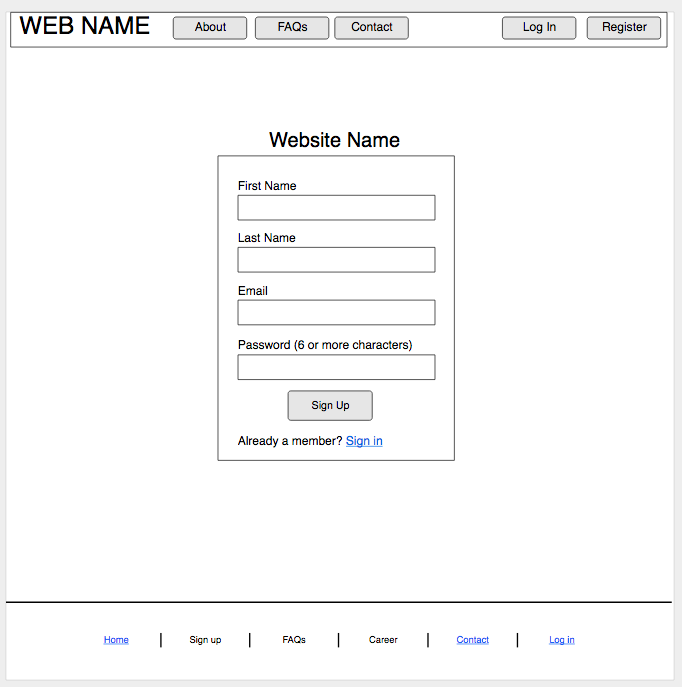 WEB NAME About FAQs Contact Log In Register
Website Name
First Name
Last Name
Email
Password (6 or more characters)
Sign Up
Already a member? Sign in
Home Sign up FAQs Career Contact Log in